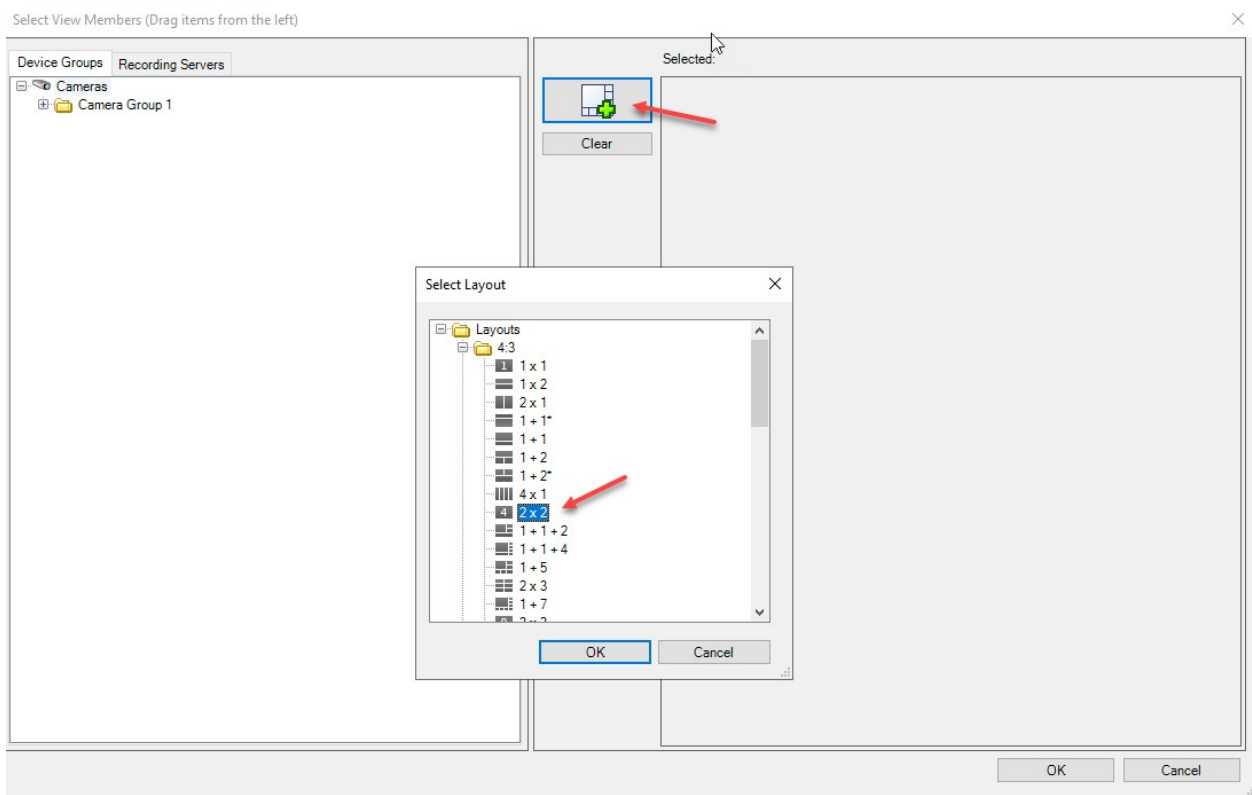 Select View Members (Drag items from the left)
Device Groups
Recording Servers
Cameras
Camera Group 1
Selected:
Clear
Select Layout
Layouts
4:3
1
1 x 1
1 x 2
2 x 1
1 + 1*
1 + 1
1 + 2
1 + 2*
4 x 1
4
2 x 2
1 + 1 + 2
1 + 1 + 4
1 + 5
2 x 3
1 + 7
OK
Cancel
OK
Cancel